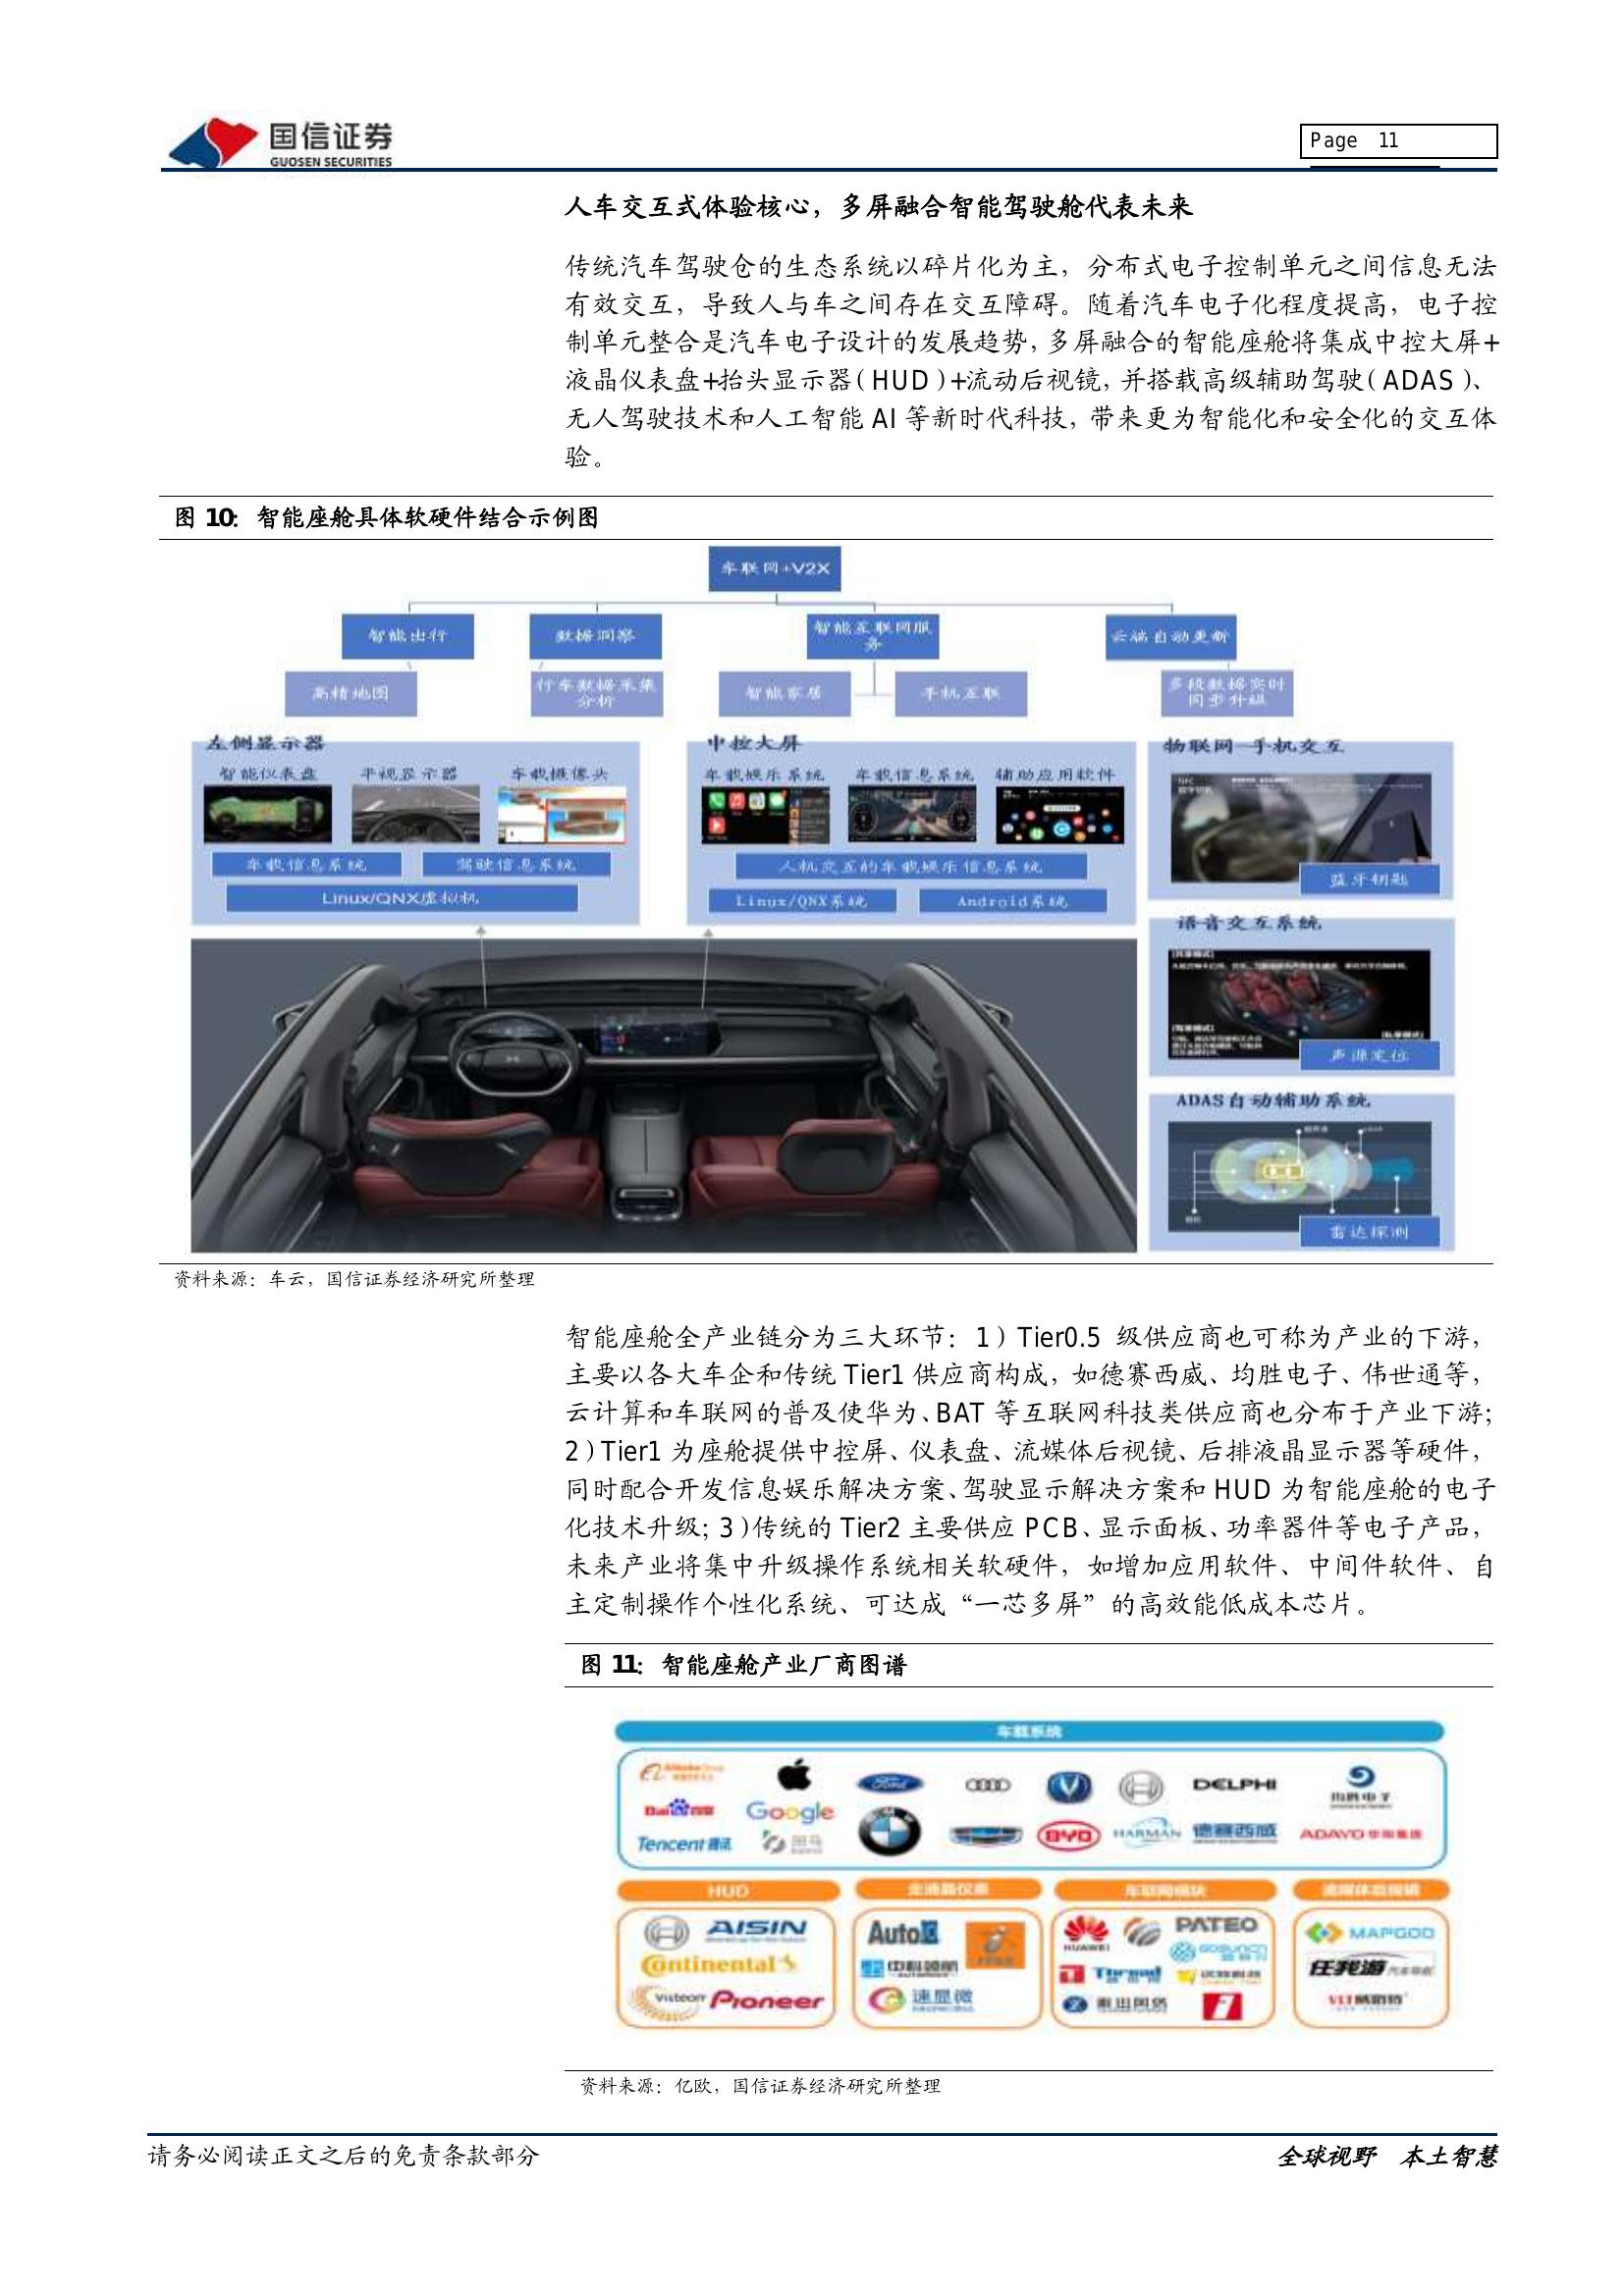 国信证券
GUOSEN SECURITIES
Page 11
人车交互式体验核心，多屏融合智能驾驶舱代表未来
传统汽车驾驶仓的生态系统以碎片化为主，分布式电子控制单元之间信息无法
有效交互，导致人与车之间存在交互障碍。随着汽车电子化程度提高，电子控
制单元整合是汽车电子设计的发展趋势，多屏融合的智能座舱将集成中控大屏+
液晶仪表盘+抬头显示器（HUD）+流动后视镜，并搭载高级辅助驾驶（ADAS）、
无人驾驶技术和人工智能 AI 等新时代科技，带来更为智能化和安全化的交互体
验。
图 10：智能座舱具体软硬件结合示例图
车联网+V2X
智能出行
数据洞察
智能互联网服
务
云端自动更新
高精地图
行车数据采集
分析
智能家居
手机互联
多段数据实时
同步升级
左侧显示器
智能仪表盘 平视显示器 车载摄像头
车载信息系统 驾驶信息系统
Linux/QNX虚拟机
中控大屏
车载娱乐系统 车载信息系统 辅助应用软件
人机交互的车载娱乐信息系统
Linux/QNX系统 Android系统
物联网—手机交互
蓝牙钥匙
语音交互系统
声源定位
ADAS自动辅助系统
雷达探测
资料来源：车云，国信证券经济研究所整理
智能座舱全产业链分为三大环节：1）Tier0.5 级供应商也可称为产业的下游，
主要以各大车企和传统 Tier1 供应商构成，如德赛西威、均胜电子、伟世通等，
云计算和车联网的普及使华为、BAT 等互联网科技类供应商也分布于产业下游；
2）Tier1 为座舱提供中控屏、仪表盘、流媒体后视镜、后排液晶显示器等硬件，
同时配合开发信息娱乐解决方案、驾驶显示解决方案和 HUD 为智能座舱的电子
化技术升级；3）传统的 Tier2 主要供应 PCB、显示面板、功率器件等电子产品，
未来产业将集中升级操作系统相关软硬件，如增加应用软件、中间件软件、自
主定制操作个性化系统、可达成“一芯多屏”的高效能低成本芯片。
图 11：智能座舱产业厂商图谱
车载系统
Ford
DELPHI
Baidu百度
Google
均胜电子
Tencent 腾讯
BYD
HARMAN
德赛西威
ADAYO 华阳集团
HUD
全液晶仪表
车联网模块
流媒体后视镜
AISIN
Continental
Visteon
Pioneer
Auto
中科领航
速显微
HUAWEI
PATEO
GOSUNCN
Thread
MAPGOO
任我游
资料来源：亿欧，国信证券经济研究所整理
请务必阅读正文之后的免责条款部分
全球视野 本土智慧